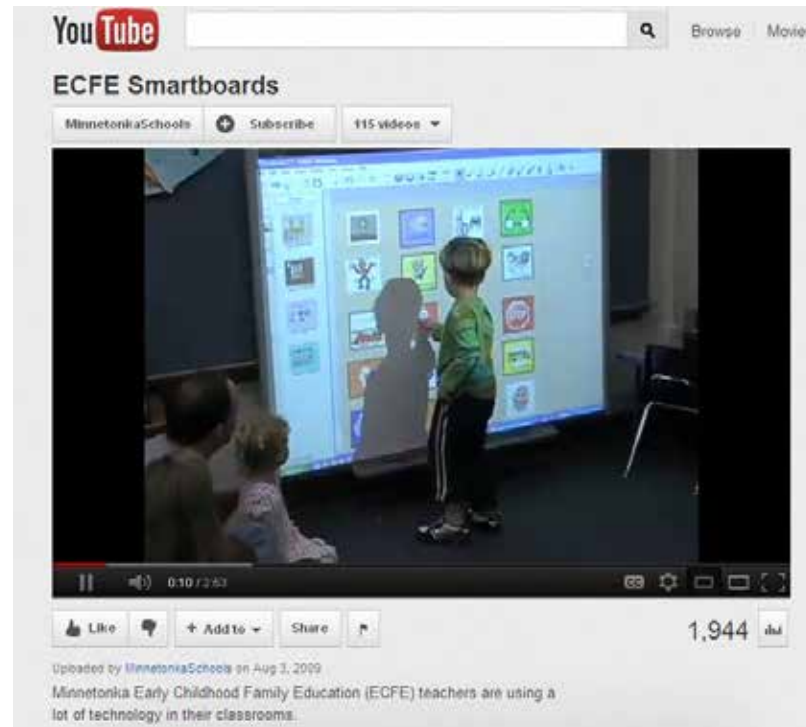 YouTube
Browse Movie
ECFE Smartboards
MinnetonkaSchools Subscribe 115 videos
STOP
0:10 / 2:53
CC
Like Add to Share
1,944
Uploaded by MinnetonkaSchools on Aug 3, 2009
Minnetonka Early Childhood Family Education (ECFE) teachers are using a
lot of technology in their classrooms.